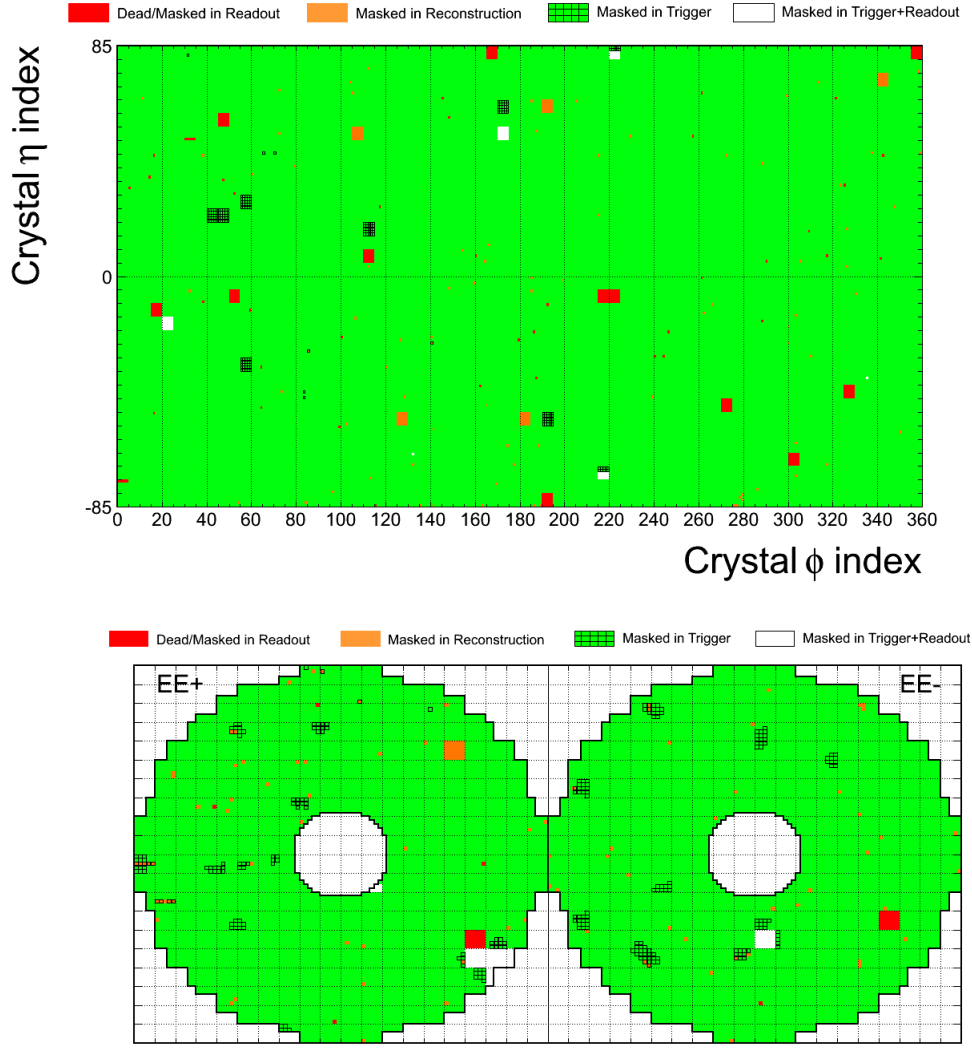 Dead/Masked in Readout Masked in Reconstruction Masked in Trigger Masked in Trigger+Readout
85
Crystal η index
0
-85
0 20 40 60 80 100 120 140 160 180 200 220 240 260 280 300 320 340 360
Crystal ϕ index
Dead/Masked in Readout Masked in Reconstruction Masked in Trigger Masked in Trigger+Readout
EE+ EE-